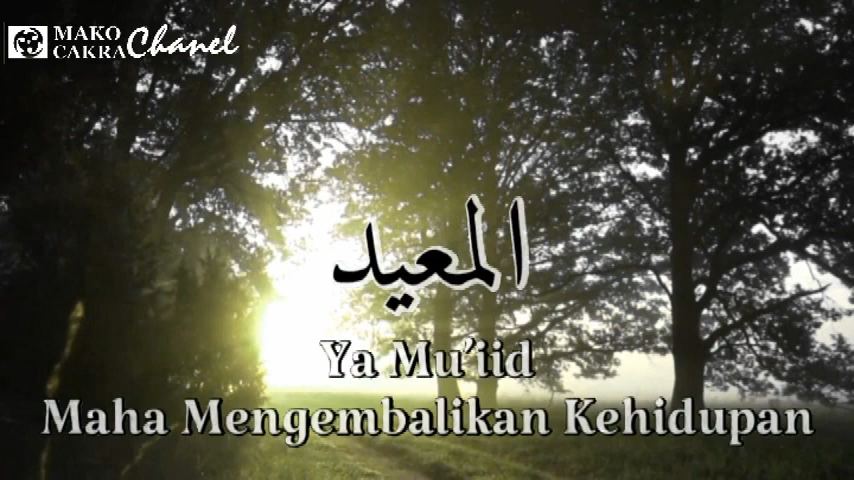 MAKO
CAKRA Chanel
المعيد
Ya Mu'iid
Maha Mengembalikan Kehidupan